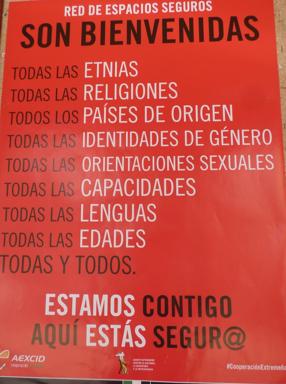 RED DE ESPACIOS SEGUROS
SON BIENVENIDAS
TODAS LAS ETNIAS
TODAS LAS RELIGIONES
TODOS LOS PAÍSES DE ORIGEN
TODAS LAS IDENTIDADES DE GÉNERO
TODAS LAS ORIENTACIONES SEXUALES
TODAS LAS CAPACIDADES
TODAS LAS LENGUAS
TODAS LAS EDADES
TODAS Y TODOS.
ESTAMOS CONTIGO
AQUÍ ESTÁS SEGUR@
AEXCID